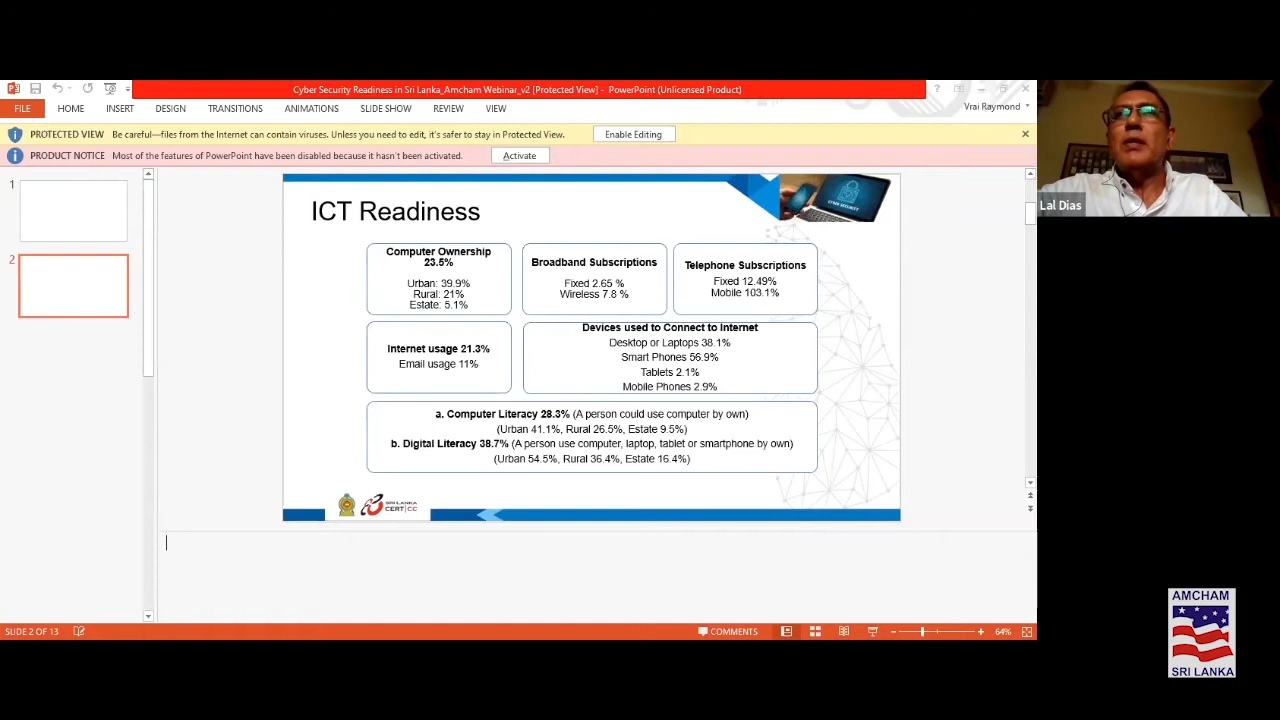 Cyber Security Readiness in Sri Lanka_Amcham Webinar_v2 [Protected View] - PowerPoint (Unlicensed Product)
?
FILE HOME INSERT DESIGN TRANSITIONS ANIMATIONS SLIDE SHOW REVIEW VIEW
Vrai Raymond
PROTECTED VIEW Be careful—files from the Internet can contain viruses. Unless you need to edit, it's safer to stay in Protected View. Enable Editing
PRODUCT NOTICE Most of the features of PowerPoint have been disabled because it hasn't been activated. Activate
1
2
ICT Readiness
CYBER SECURITY
Computer Ownership
23.5%
Urban: 39.9%
Rural: 21%
Estate: 5.1%
Broadband Subscriptions
Fixed 2.65 %
Wireless 7.8 %
Telephone Subscriptions
Fixed 12.49%
Mobile 103.1%
Internet usage 21.3%
Email usage 11%
Devices used to Connect to Internet
Desktop or Laptops 38.1%
Smart Phones 56.9%
Tablets 2.1%
Mobile Phones 2.9%
a. Computer Literacy 28.3% (A person could use computer by own)
(Urban 41.1%, Rural 26.5%, Estate 9.5%)
b. Digital Literacy 38.7% (A person use computer, laptop, tablet or smartphone by own)
(Urban 54.5%, Rural 36.4%, Estate 16.4%)
SRI LANKA
CERT|CC
SLIDE 2 OF 13
COMMENTS
64%
Lal Dias
AMCHAM
SRI LANKA